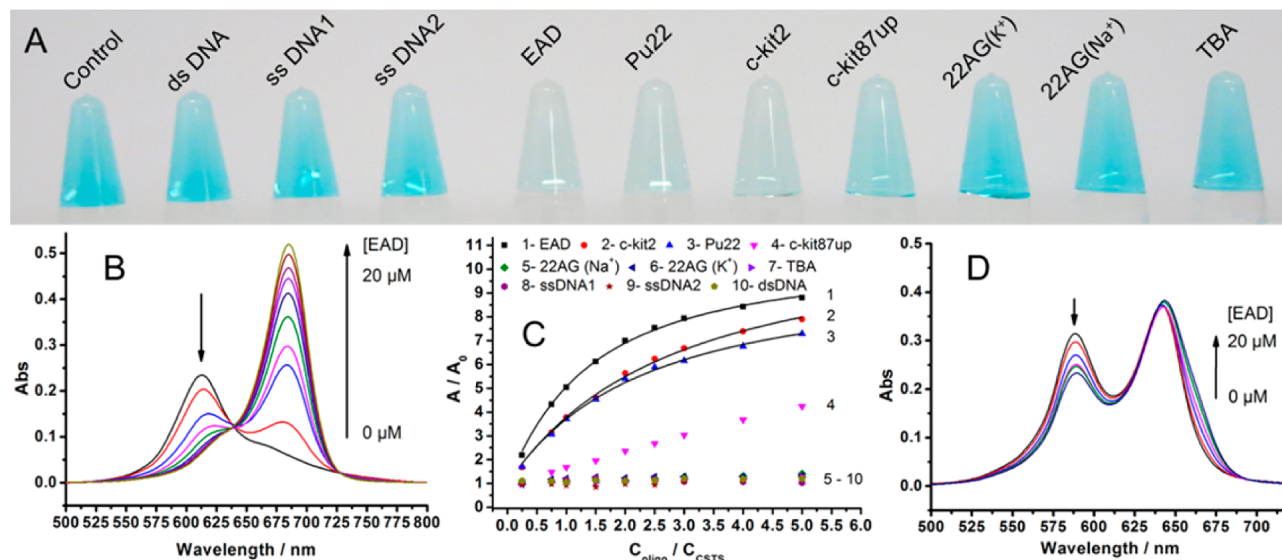 A
Control
ds DNA
ss DNA1
ss DNA2
EAD
Pu22
c-kit2
c-kit87up
22AG(K⁺)
22AG(Na⁺)
TBA
B
[EAD]
20 μM
0 μM
Abs
0.5
0.4
0.3
0.2
0.1
0.0
500 525 550 575 600 625 650 675 700 725 750 775 800
Wavelength / nm
C
1- EAD 2- c-kit2 3- Pu22 4- c-kit87up
5- 22AG (Na⁺) 6- 22AG (K⁺) 7- TBA
8- ssDNA1 9- ssDNA2 10- dsDNA
1
2
3
4
5 - 10
A / A₀
11
10
9
8
7
6
5
4
3
2
1
0
0.0 0.5 1.0 1.5 2.0 2.5 3.0 3.5 4.0 4.5 5.0
C oligo / C CSTS
D
[EAD]
20 μM
0 μM
Abs
0.5
0.4
0.3
0.2
0.1
0.0
500 525 550 575 600 625 650 675 700
Wavelength / nm